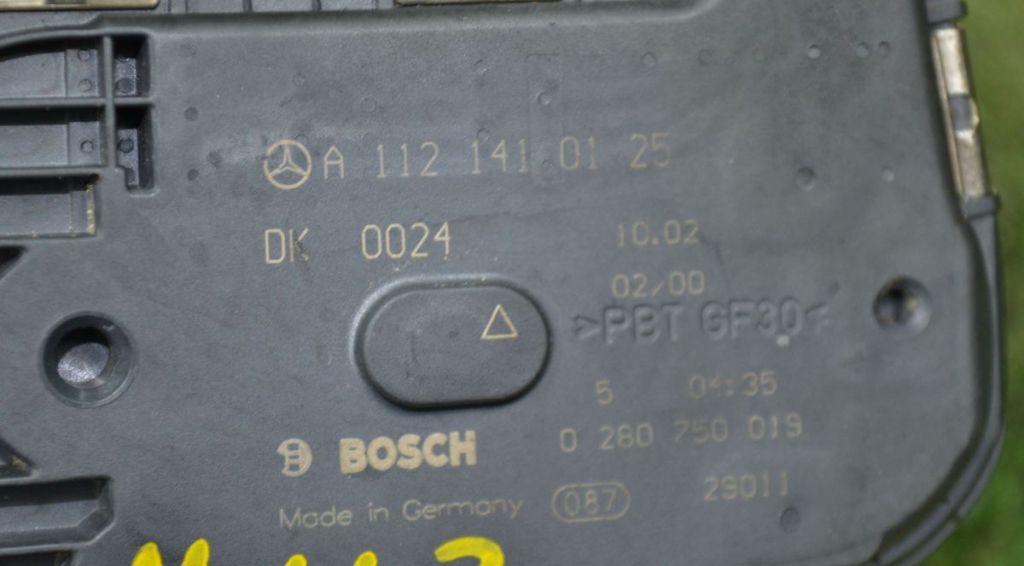 A 112 141 01 25
DK 0024 10.02
02/00
>PBT GF30<
5 04:35
BOSCH 0 280 750 019
Made in Germany 087 29011